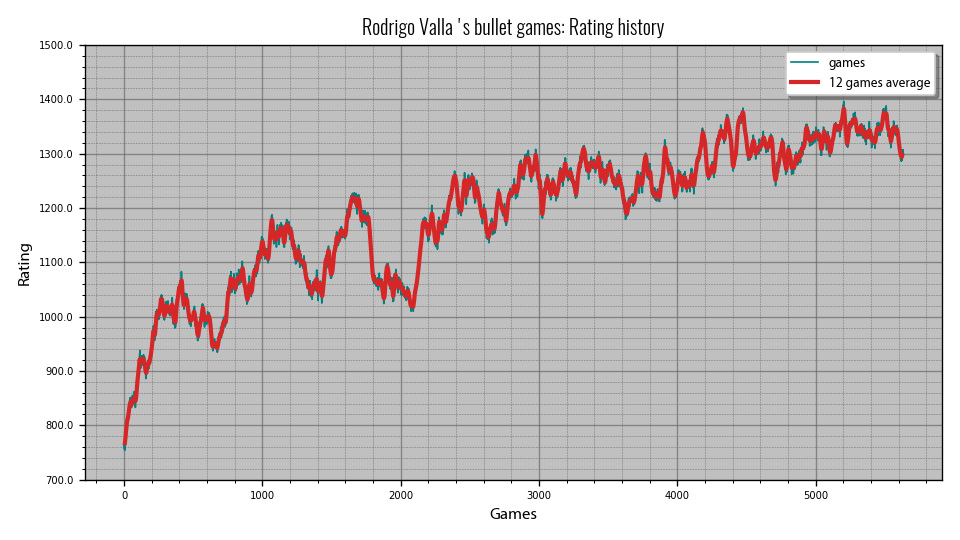 Rodrigo Valla 's bullet games: Rating history
games
12 games average
Rating
1500.0
1400.0
1300.0
1200.0
1100.0
1000.0
900.0
800.0
700.0
0 1000 2000 3000 4000 5000
Games